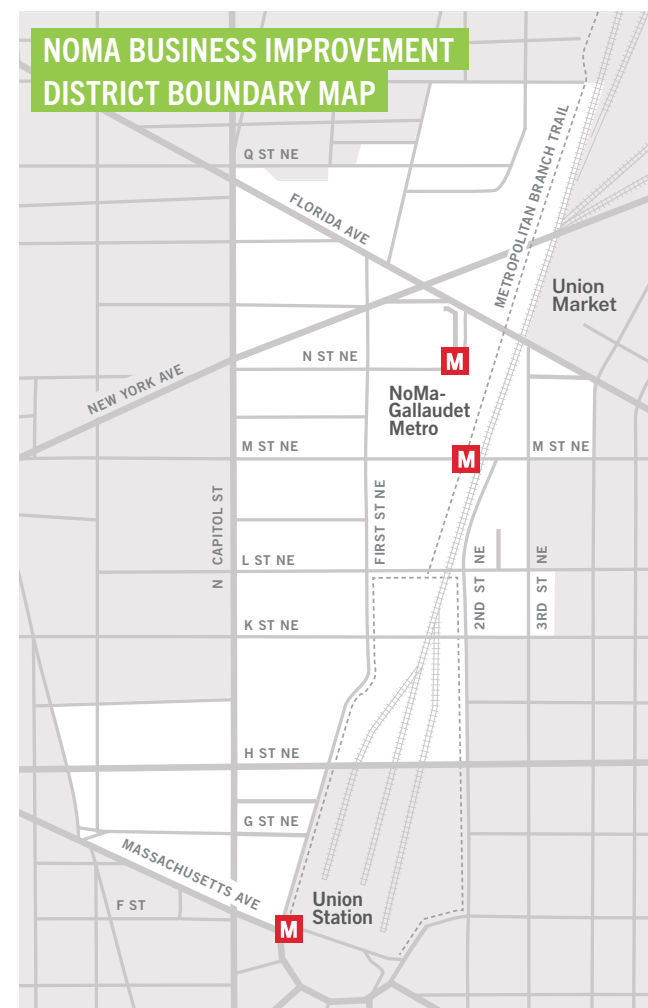 NOMA BUSINESS IMPROVEMENT
DISTRICT BOUNDARY MAP
Q ST NE
METROPOLITAN BRANCH TRAIL
FLORIDA AVE
Union
Market
N ST NE
M
NEW YORK AVE
NoMa-
Gallaudet
Metro
M ST NE
M
M ST NE
N CAPITOL ST
FIRST ST NE
L ST NE
2ND ST NE
3RD ST NE
K ST NE
H ST NE
G ST NE
MASSACHUSETTS AVE
F ST
Union
Station
M